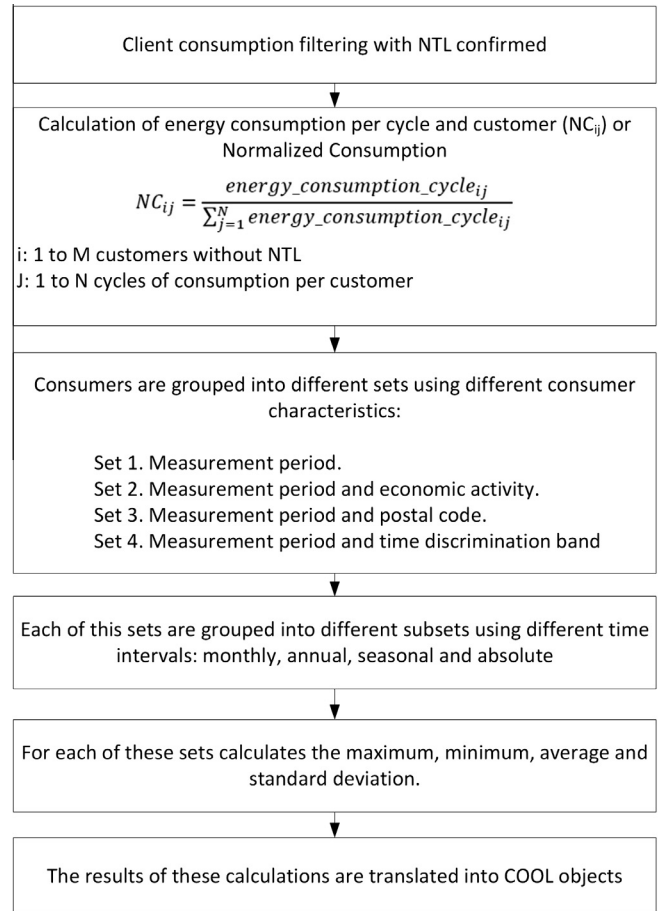 Client consumption filtering with NTL confirmed
Calculation of energy consumption per cycle and customer (NCij) or
Normalized Consumption
NCij = energy_consumption_cycleij / ∑j=1N energy_consumption_cycleij
i: 1 to M customers without NTL
J: 1 to N cycles of consumption per customer
Consumers are grouped into different sets using different consumer
characteristics:
Set 1. Measurement period.
Set 2. Measurement period and economic activity.
Set 3. Measurement period and postal code.
Set 4. Measurement period and time discrimination band
Each of this sets are grouped into different subsets using different time
intervals: monthly, annual, seasonal and absolute
For each of these sets calculates the maximum, minimum, average and
standard deviation.
The results of these calculations are translated into COOL objects